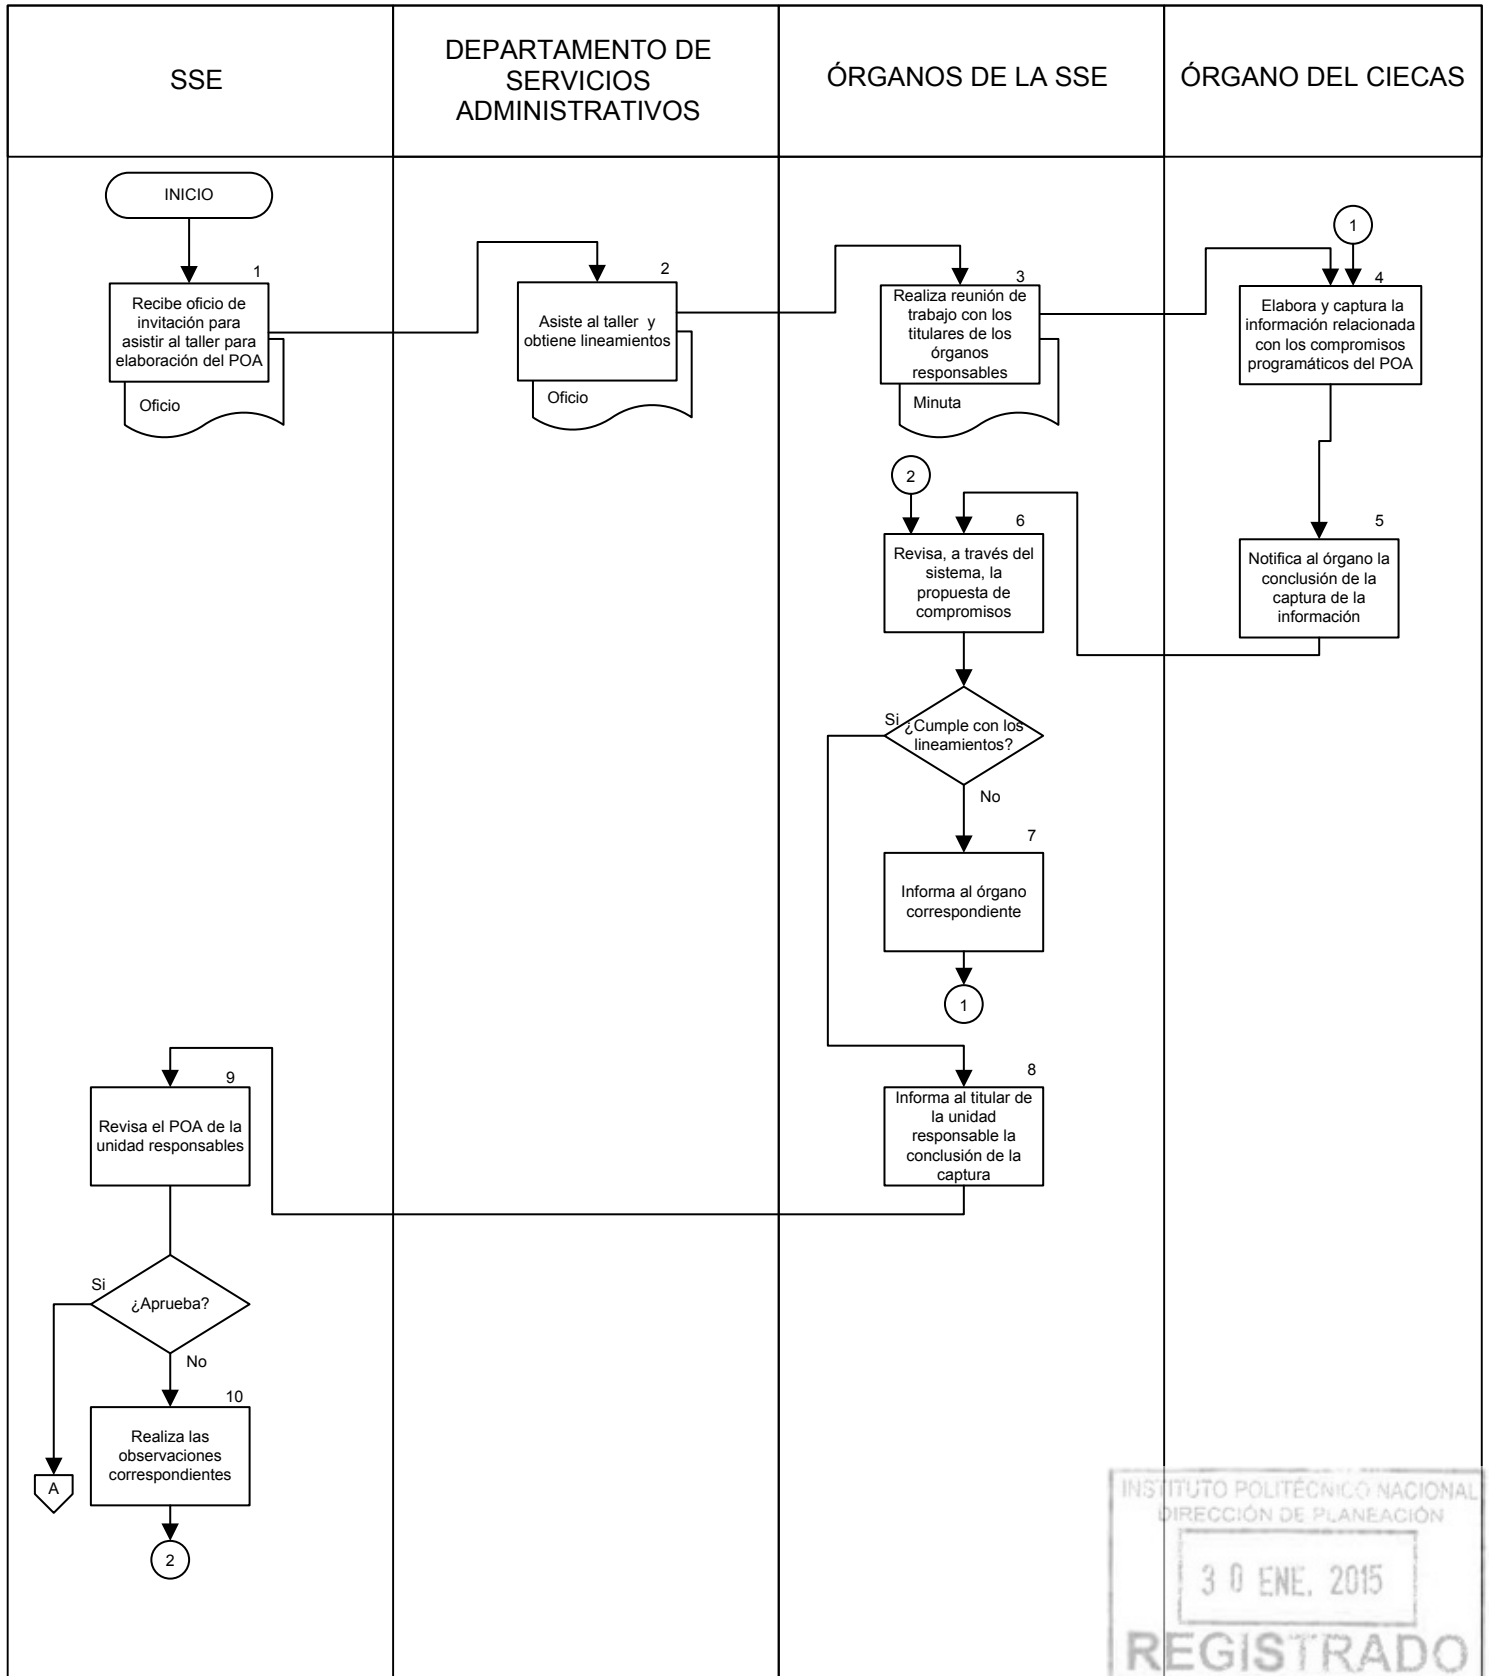 SSE
DEPARTAMENTO DE
SERVICIOS
ADMINISTRATIVOS
ÓRGANOS DE LA SSE
ÓRGANO DEL CIECAS
INICIO
1
Recibe oficio de
invitación para
asistir al taller para
elaboración del POA
Oficio
2
Asiste al taller y
obtiene lineamientos
Oficio
3
Realiza reunión de
trabajo con los
titulares de los
órganos
responsables
Minuta
1
4
Elabora y captura la
información relacionada
con los compromisos
programáticos del POA
5
Notifica al órgano la
conclusión de la
captura de la
información
2
6
Revisa, a través del
sistema, la
propuesta de
compromisos
Si
¿Cumple con los
lineamientos?
No
7
Informa al órgano
correspondiente
1
8
Informa al titular de
la unidad
responsable la
conclusión de la
captura
9
Revisa el POA de la
unidad responsables
Si
¿Aprueba?
No
10
Realiza las
observaciones
correspondientes
A
2
INSTITUTO POLITÉCNICO NACIONAL
DIRECCIÓN DE PLANEACIÓN
30 ENE. 2015
REGISTRADO